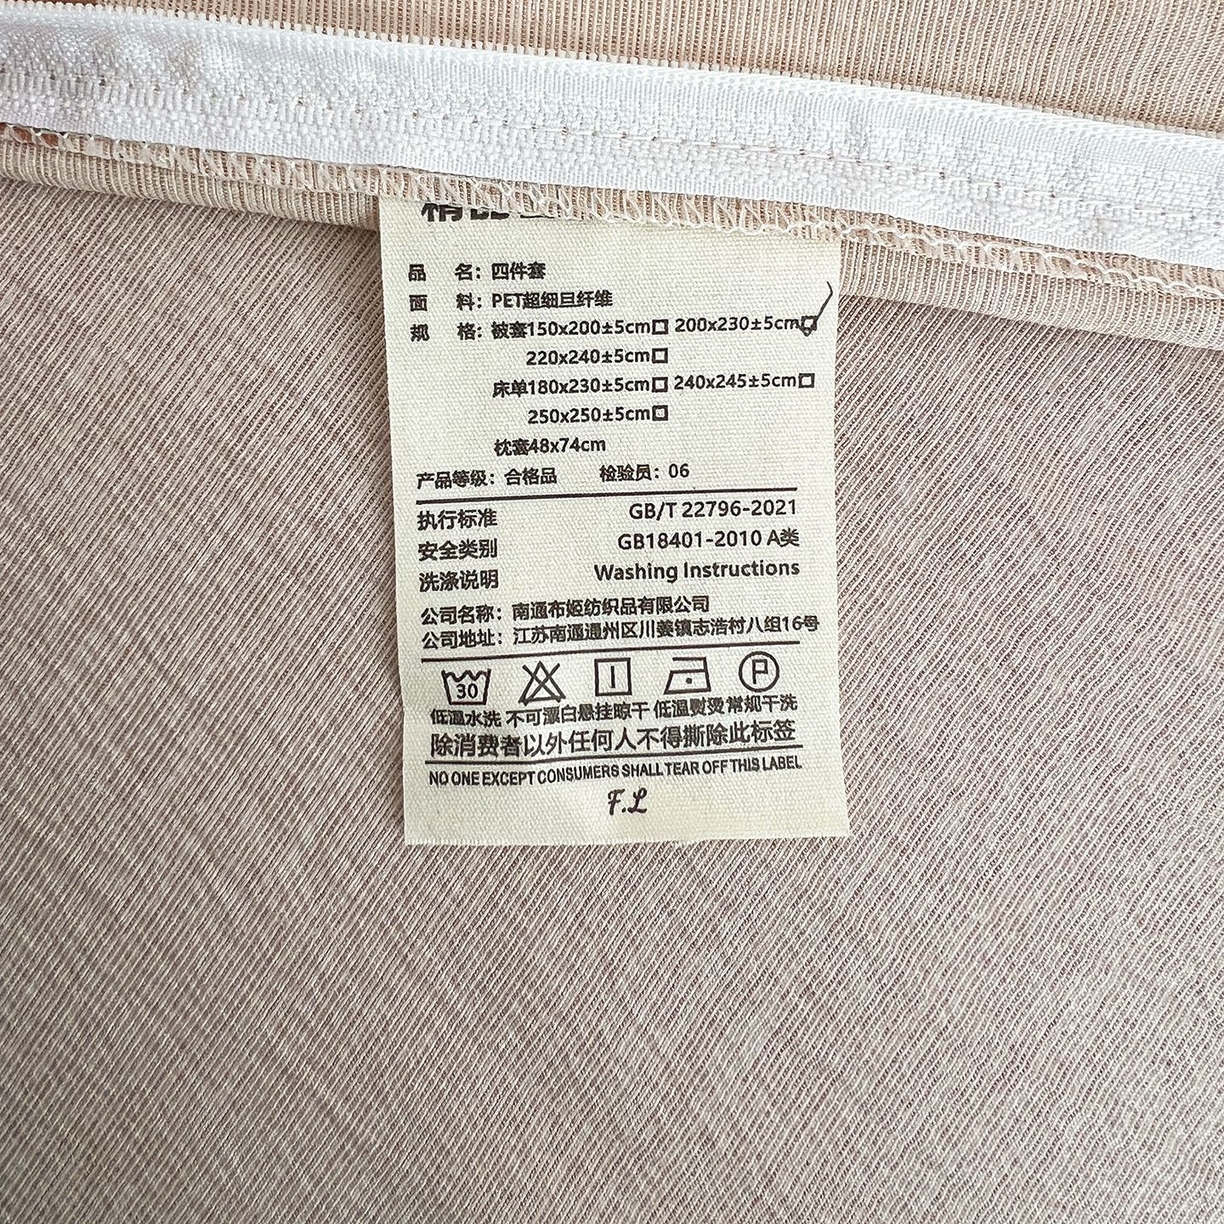 品 名：四件套
面 料：PET超细旦纤维
规 格：被套150x200±5cm□ 200x230±5cm☑
220x240±5cm□
床单180x230±5cm□ 240x245±5cm□
250x250±5cm□
枕套48x74cm
产品等级：合格品 检验员：06
执行标准 GB/T 22796-2021
安全类别 GB18401-2010 A类
洗涤说明 Washing Instructions
公司名称：南通布姬纺织品有限公司
公司地址：江苏南通通州区川姜镇志浩村八组16号
30 P
低温水洗 不可漂白 悬挂晾干 低温熨烫 常规干洗
除消费者以外任何人不得撕除此标签
NO ONE EXCEPT CONSUMERS SHALL TEAR OFF THIS LABEL
F.L